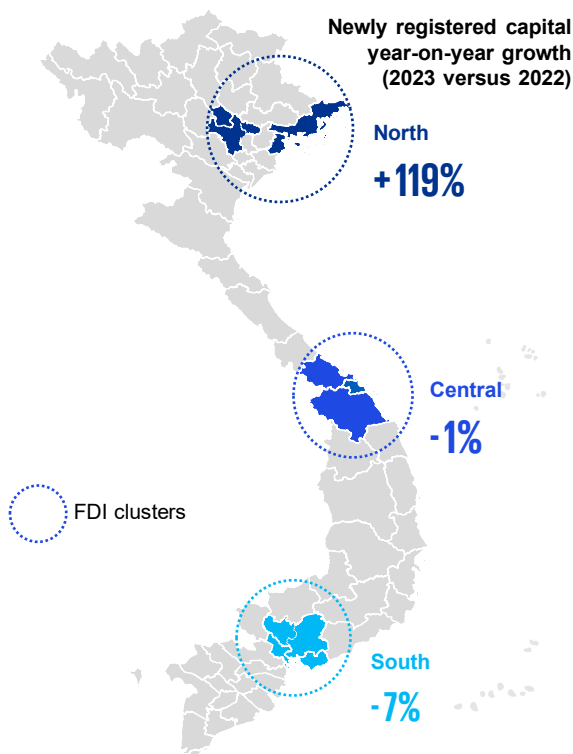 Newly registered capital
year-on-year growth
(2023 versus 2022)
North
+119%
Central
-1%
FDI clusters
South
-7%